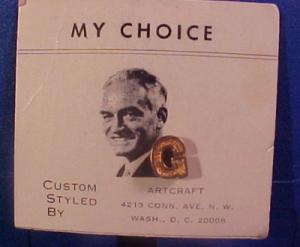 MY CHOICE
G
CUSTOM
STYLED
BY
ARTCRAFT
4213 CONN. AVE. N. W.
WASH., D. C. 20008